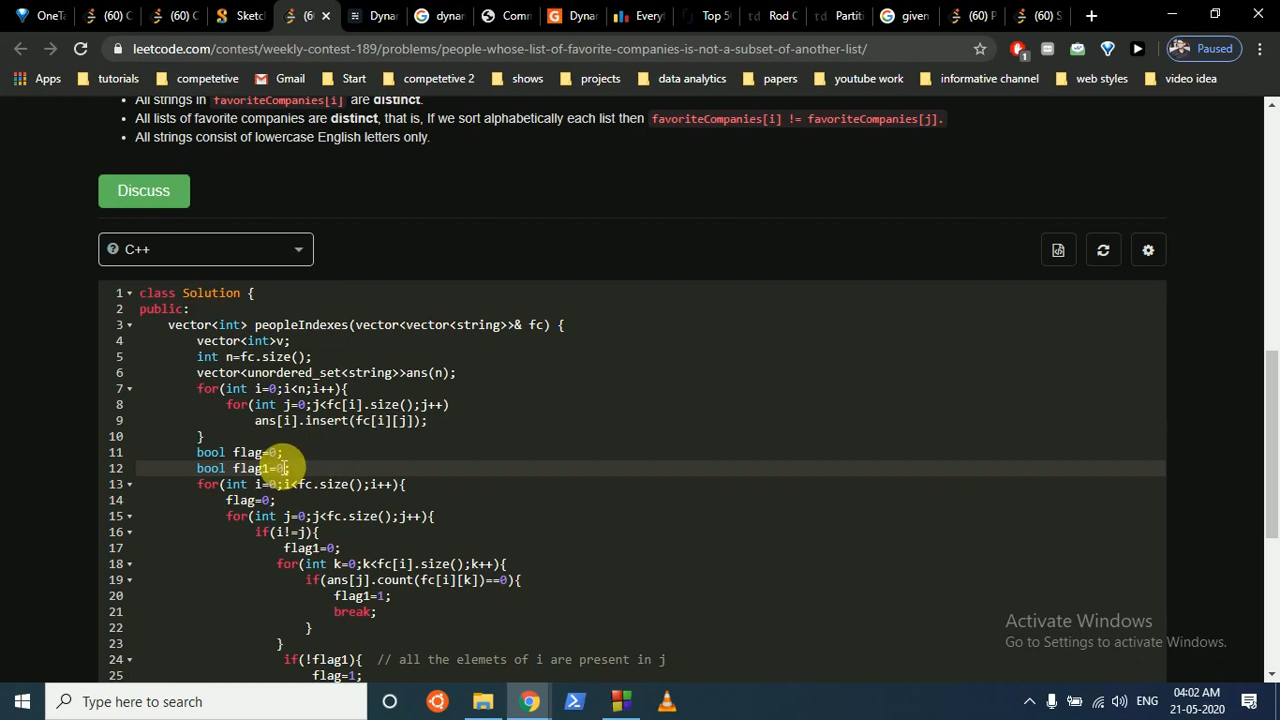 (60) C
(60) C
Sketch
(60
Dynar
dynar
Comn
Dynar
Everyt
Top 5(
Rod C
Partiti
given
(60) P
(60) S
leetcode.com/contest/weekly-contest-189/problems/people-whose-list-of-favorite-companies-is-not-a-subset-of-another-list/
1
Paused
Apps tutorials competetive Gmail Start competetive 2 shows projects data analytics papers youtube work informative channel web styles video idea
All strings in favoriteCompanies[i] are distinct.
All lists of favorite companies are distinct, that is, If we sort alphabetically each list then favoriteCompanies[i] != favoriteCompanies[j].
All strings consist of lowercase English letters only.
Discuss
C++
1 class Solution {
2 public:
3 vector<int> peopleIndexes(vector<vector<string>>& fc) {
4 vector<int>v;
5 int n=fc.size();
6 vector<unordered_set<string>>ans(n);
7 for(int i=0;i<n;i++){
8 for(int j=0;j<fc[i].size();j++)
9 ans[i].insert(fc[i][j]);
10 }
11 bool flag=0;
12 bool flag1=0;
13 for(int i=0;i<fc.size();i++){
14 flag=0;
15 for(int j=0;j<fc.size();j++){
16 if(i!=j){
17 flag1=0;
18 for(int k=0;k<fc[i].size();k++){
19 if(ans[j].count(fc[i][k])==0){
20 flag1=1;
21 break;
22 }
23 }
24 if(!flag1){ // all the elemets of i are present in j
25 flag=1;
Activate Windows
Go to Settings to activate Windows.
Type here to search
ENG
04:02 AM
21-05-2020